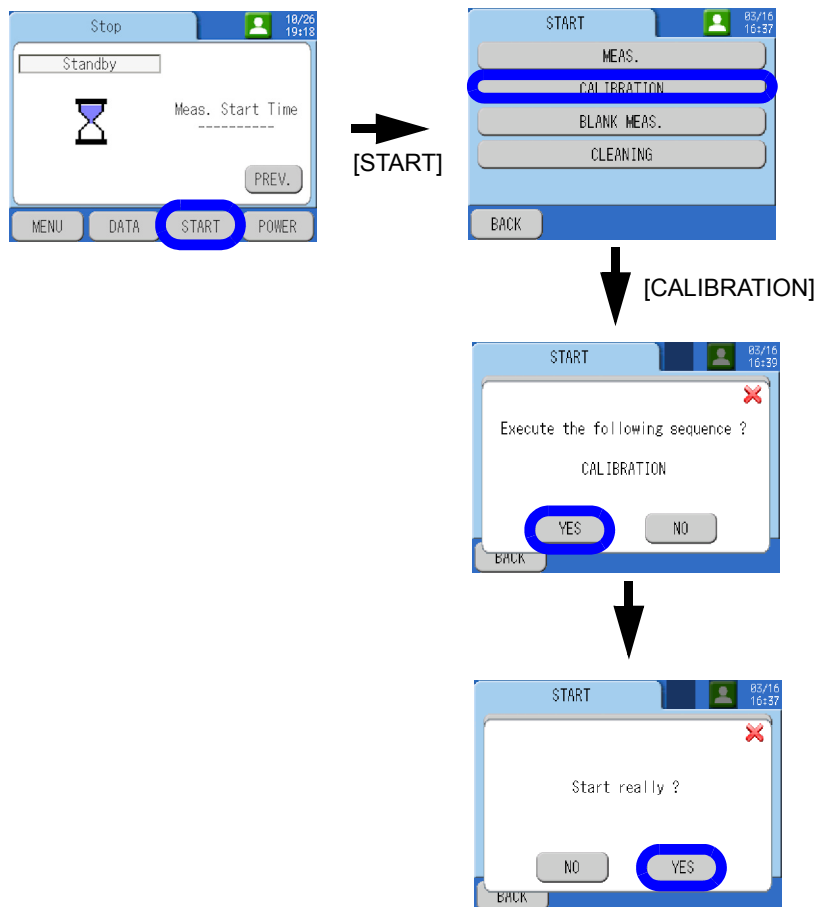 Stop
10/26
19:18
Standby
Meas. Start Time
----------
PREV.
MENU DATA START POWER
[START]
START
03/16
16:37
MEAS.
CALIBRATION
BLANK MEAS.
CLEANING
BACK
[CALIBRATION]
START
03/16
16:39
Execute the following sequence ?
CALIBRATION
YES NO
BACK
START
03/16
16:37
Start really ?
NO YES
BACK